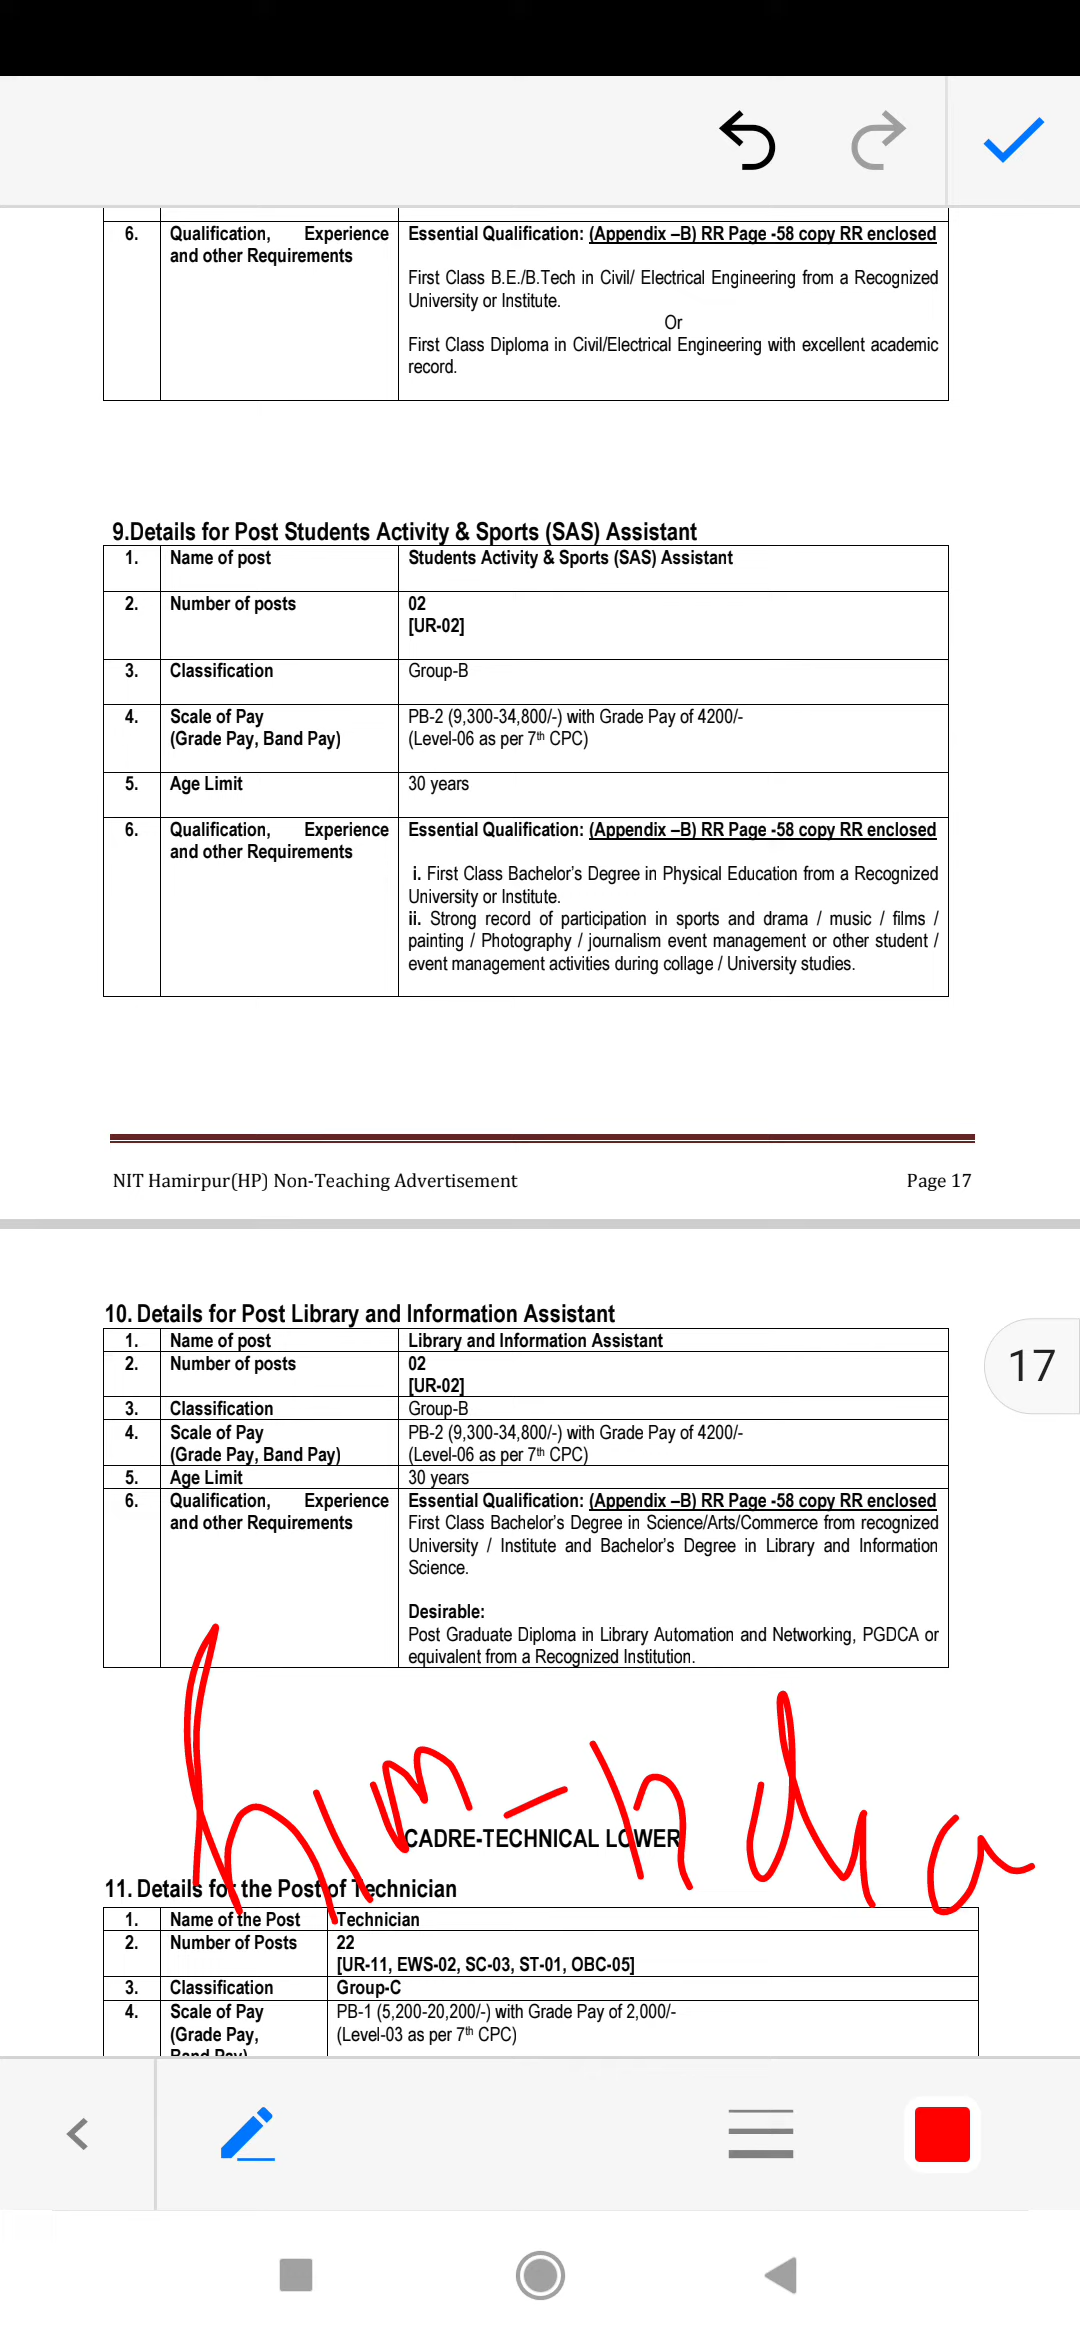 6. Qualification, Experience and other Requirements
Essential Qualification: (Appendix –B) RR Page -58 copy RR enclosed
First Class B.E./B.Tech in Civil/ Electrical Engineering from a Recognized
University or Institute.
Or
First Class Diploma in Civil/Electrical Engineering with excellent academic
record.
9.Details for Post Students Activity & Sports (SAS) Assistant
1. Name of post Students Activity & Sports (SAS) Assistant
2. Number of posts 02
[UR-02]
3. Classification Group-B
4. Scale of Pay PB-2 (9,300-34,800/-) with Grade Pay of 4200/-
(Grade Pay, Band Pay) (Level-06 as per 7th CPC)
5. Age Limit 30 years
6. Qualification, Experience and other Requirements
Essential Qualification: (Appendix –B) RR Page -58 copy RR enclosed
i. First Class Bachelor's Degree in Physical Education from a Recognized
University or Institute.
ii. Strong record of participation in sports and drama / music / films /
painting / Photography / journalism event management or other student /
event management activities during collage / University studies.
NIT Hamirpur(HP) Non-Teaching Advertisement Page 17
10. Details for Post Library and Information Assistant
1. Name of post Library and Information Assistant
17
2. Number of posts 02
[UR-02]
3. Classification Group-B
4. Scale of Pay PB-2 (9,300-34,800/-) with Grade Pay of 4200/-
(Grade Pay, Band Pay) (Level-06 as per 7th CPC)
5. Age Limit 30 years
6. Qualification, Experience and other Requirements
Essential Qualification: (Appendix –B) RR Page -58 copy RR enclosed
First Class Bachelor's Degree in Science/Arts/Commerce from recognized
University / Institute and Bachelor's Degree in Library and Information
Science.
Desirable:
Post Graduate Diploma in Library Automation and Networking, PGDCA or
equivalent from a Recognized Institution.
CADRE-TECHNICAL LOWER
11. Details for the Post of Technician
1. Name of the Post Technician
2. Number of Posts 22
[UR-11, EWS-02, SC-03, ST-01, OBC-05]
3. Classification Group-C
4. Scale of Pay PB-1 (5,200-20,200/-) with Grade Pay of 2,000/-
(Grade Pay, (Level-03 as per 7th CPC)
Band Pay)